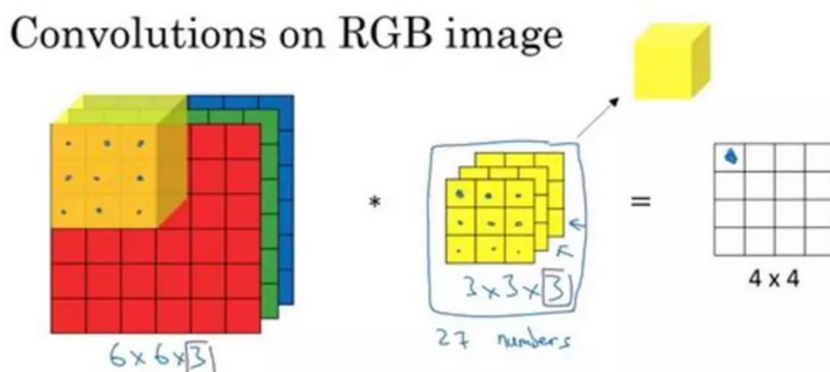 Convolutions on RGB image
* =
3 x 3 x 3
4 x 4
27 numbers
6 x 6 x 3